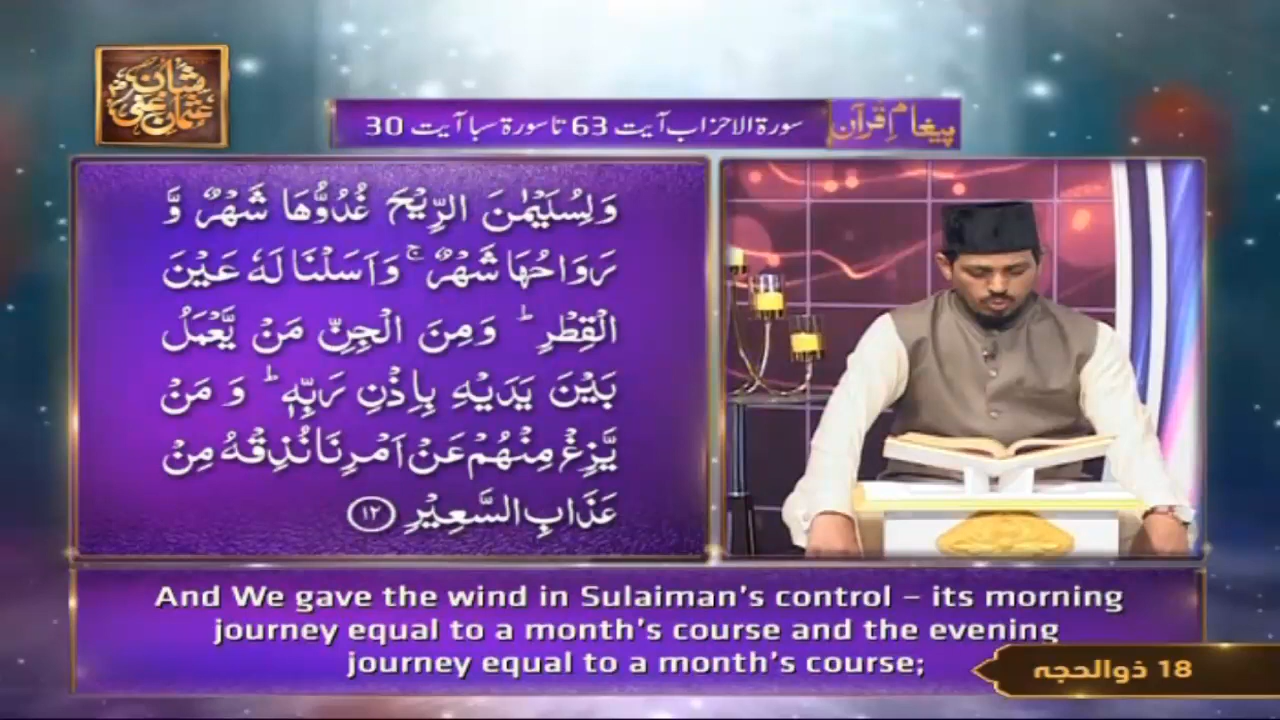 شان عثمان غنی
پیغام قرآن
سورۃ الاحزاب آیت 63 تا سورۃ سبا آیت 30
وَلِسُلَيْمٰنَ الرِّيْحَ غُدُوُّهَا شَهْرٌ وَّ
رَوَاحُهَا شَهْرٌ ۚ وَاَسَلْنَا لَهٗ عَيْنَ
الْقِطْرِ ؕ وَمِنَ الْجِنِّ مَنْ يَّعْمَلُ
بَيْنَ يَدَيْهِ بِاِذْنِ رَبِّهٖ ؕ وَ مَنْ
يَّزِغْ مِنْهُمْ عَنْ اَمْرِنَا نُذِقْهُ مِنْ
عَذَابِ السَّعِيْرِ ۝۱۲
And We gave the wind in Sulaiman's control – its morning
journey equal to a month's course and the evening
journey equal to a month's course;
18 ذوالحجہ